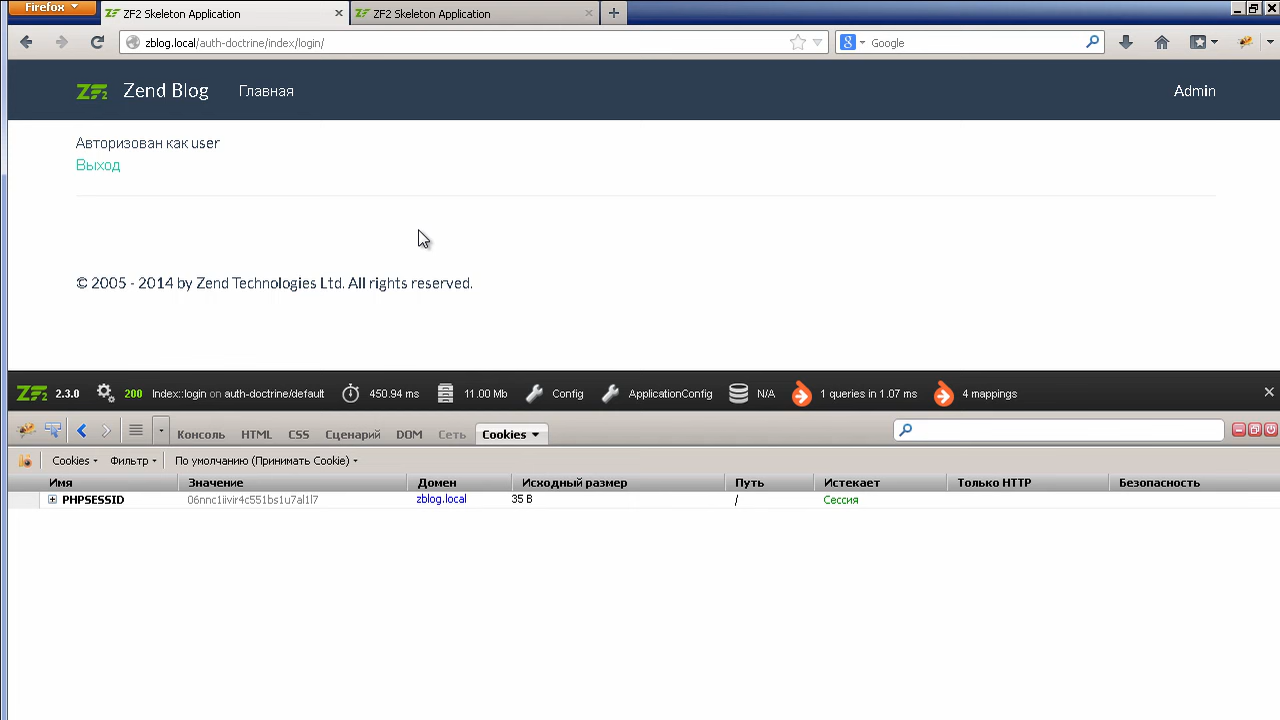 Firefox
ZF2 Skeleton Application
ZF2 Skeleton Application
zblog.local/auth-doctrine/index/login/
Google
Zend Blog Главная Admin
Авторизован как user
Выход
© 2005 - 2014 by Zend Technologies Ltd. All rights reserved.
2.3.0 200 Index::login on auth-doctrine/default 450.94 ms 11.00 Mb Config ApplicationConfig N/A 1 queries in 1.07 ms 4 mappings
Консоль HTML CSS Сценарий DOM Сеть Cookies
Cookies Фильтр По умолчанию (Принимать Cookie)
Имя Значение Домен Исходный размер Путь Истекает Только HTTP Безопасность
PHPSESSID zblog.local 35 B / Сессия